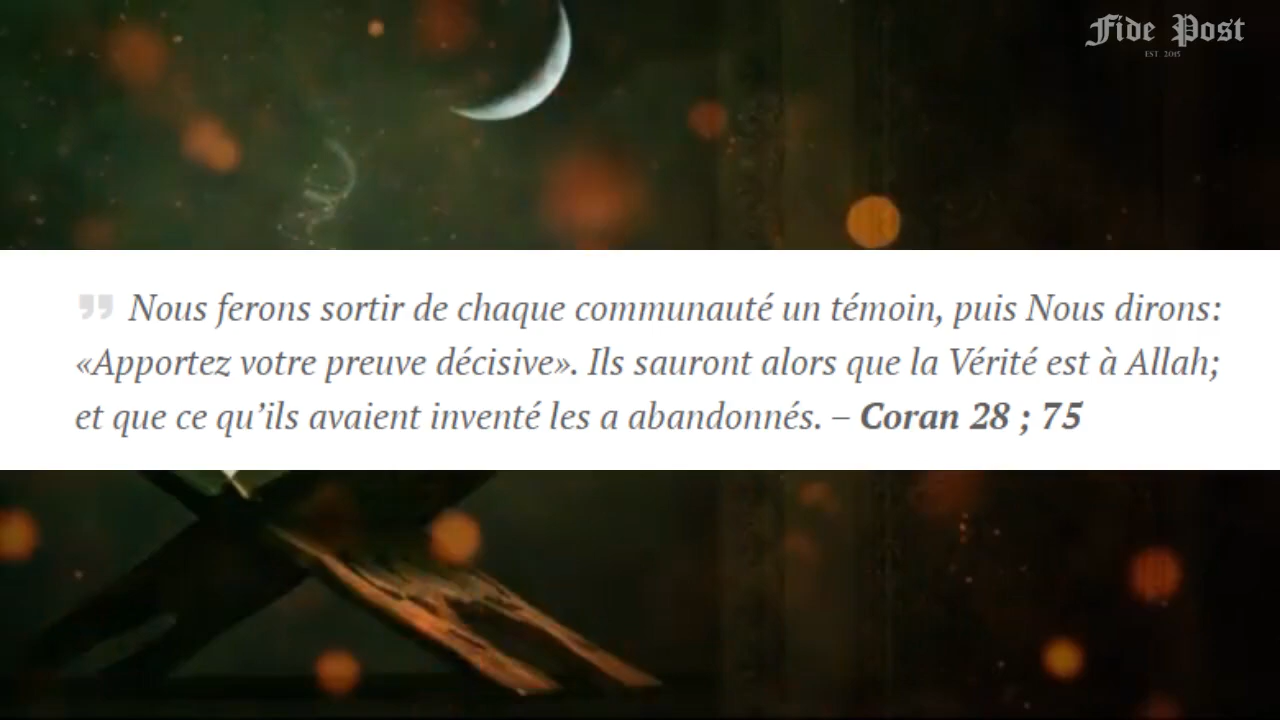 Fide Post
EST. 2015
” Nous ferons sortir de chaque communauté un témoin, puis Nous dirons:
«Apportez votre preuve décisive». Ils sauront alors que la Vérité est à Allah;
et que ce qu’ils avaient inventé les a abandonnés. – Coran 28 ; 75